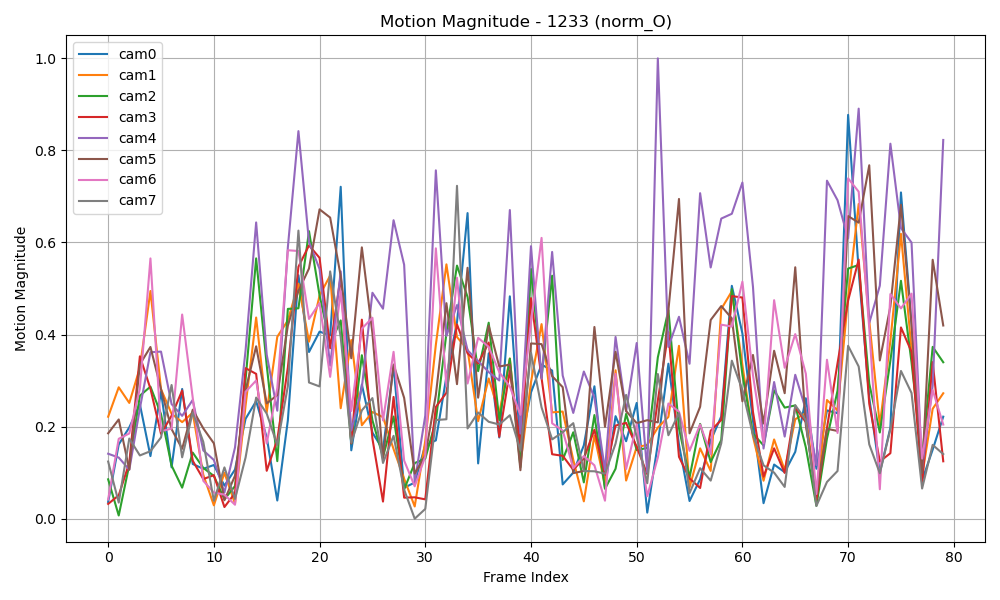 Motion Magnitude - 1233 (norm_O)
cam0
cam1
cam2
cam3
cam4
cam5
cam6
cam7
Motion Magnitude
1.0
0.8
0.6
0.4
0.2
0.0
0 10 20 30 40 50 60 70 80
Frame Index